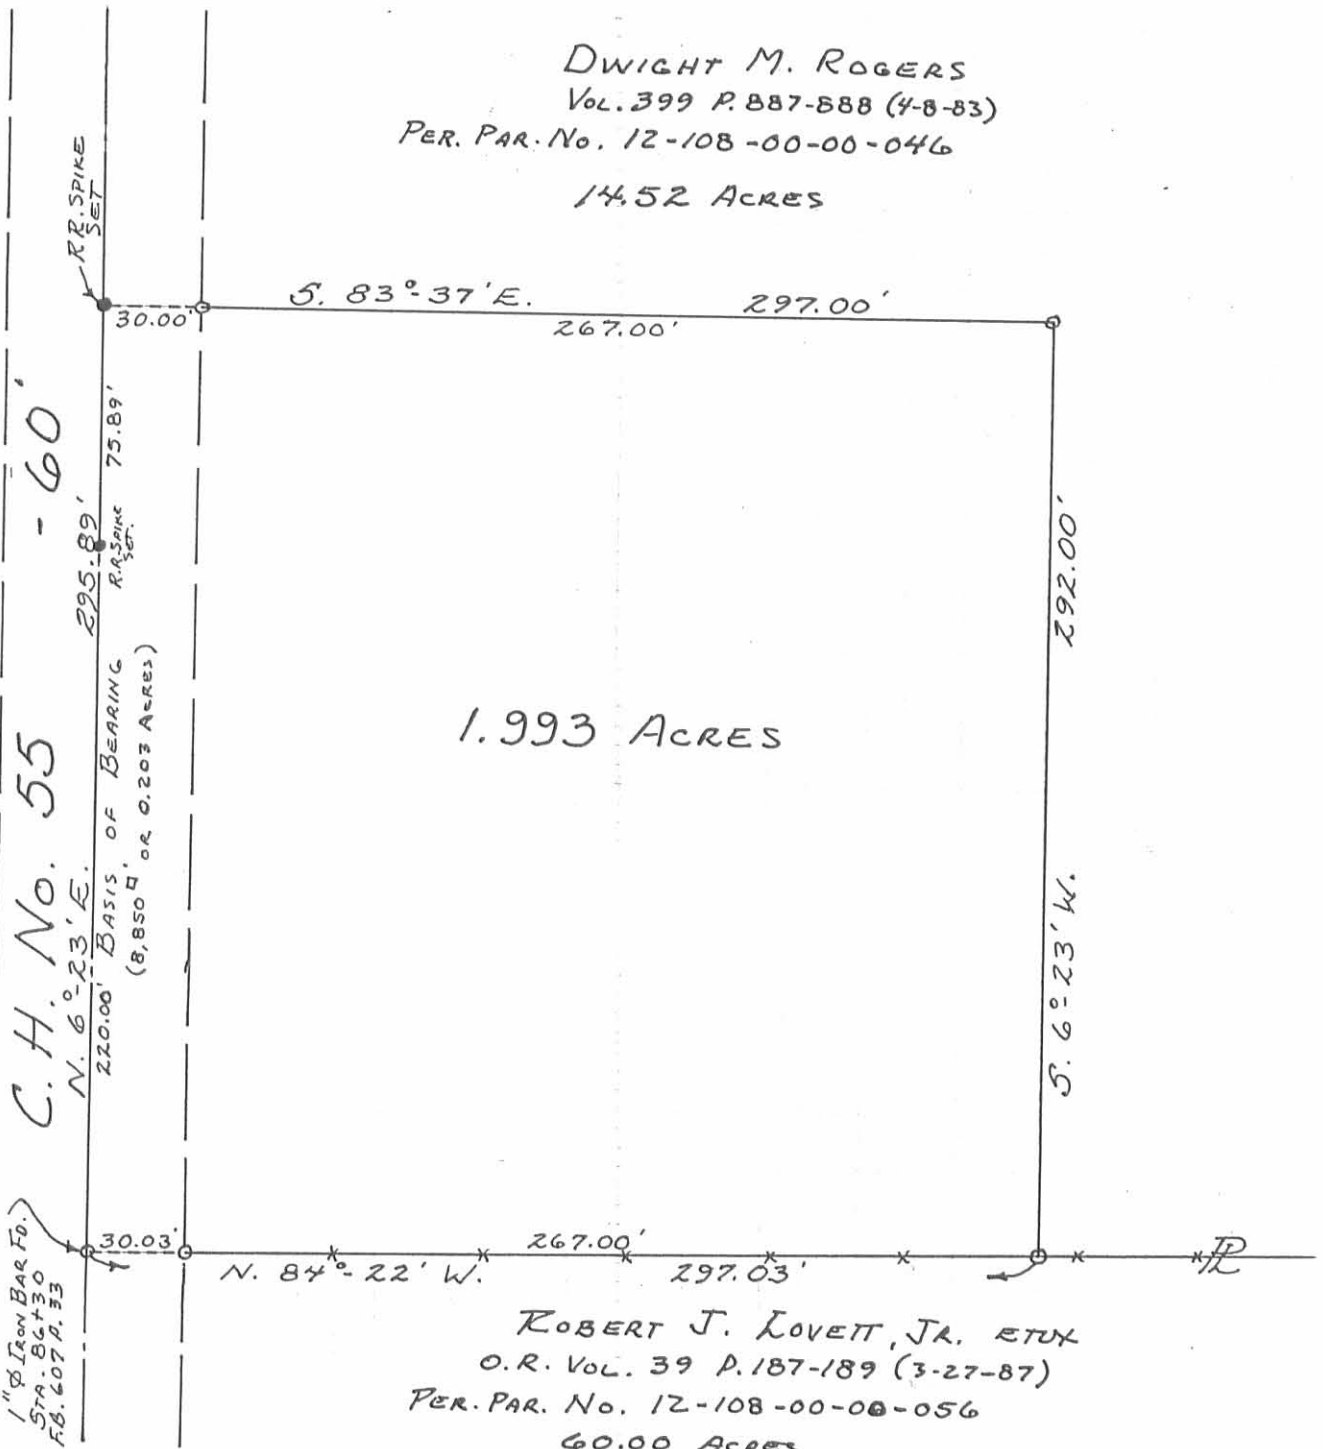 DWIGHT M. ROGERS
VOL. 399 P. 887-888 (4-8-83)
PER. PAR. NO. 12-108-00-00-046
14.52 ACRES
RR. SPIKE
SET
S. 83°-37' E.
297.00'
30.00'
267.00'
75.89'
R.R. SPIKE
SET.
295.89'
C. H. No. 55 - 60'
N. 6°-23' E.
220.00' BASIS OF BEARING
(8,850 □' OR 0.203 ACRES)
1.993 ACRES
292.00'
S. 6°-23' W.
30.03'
267.00'
N. 84°-22' W.
297.03'
PL
1" Ø IRON BAR FD.)
STA. 86+30
F.B. 607 P. 33
ROBERT J. LOVETT, JR. ETUX
O.R. VOL. 39 P. 187-189 (3-27-87)
PER. PAR. NO. 12-108-00-00-056
60.00 ACRES